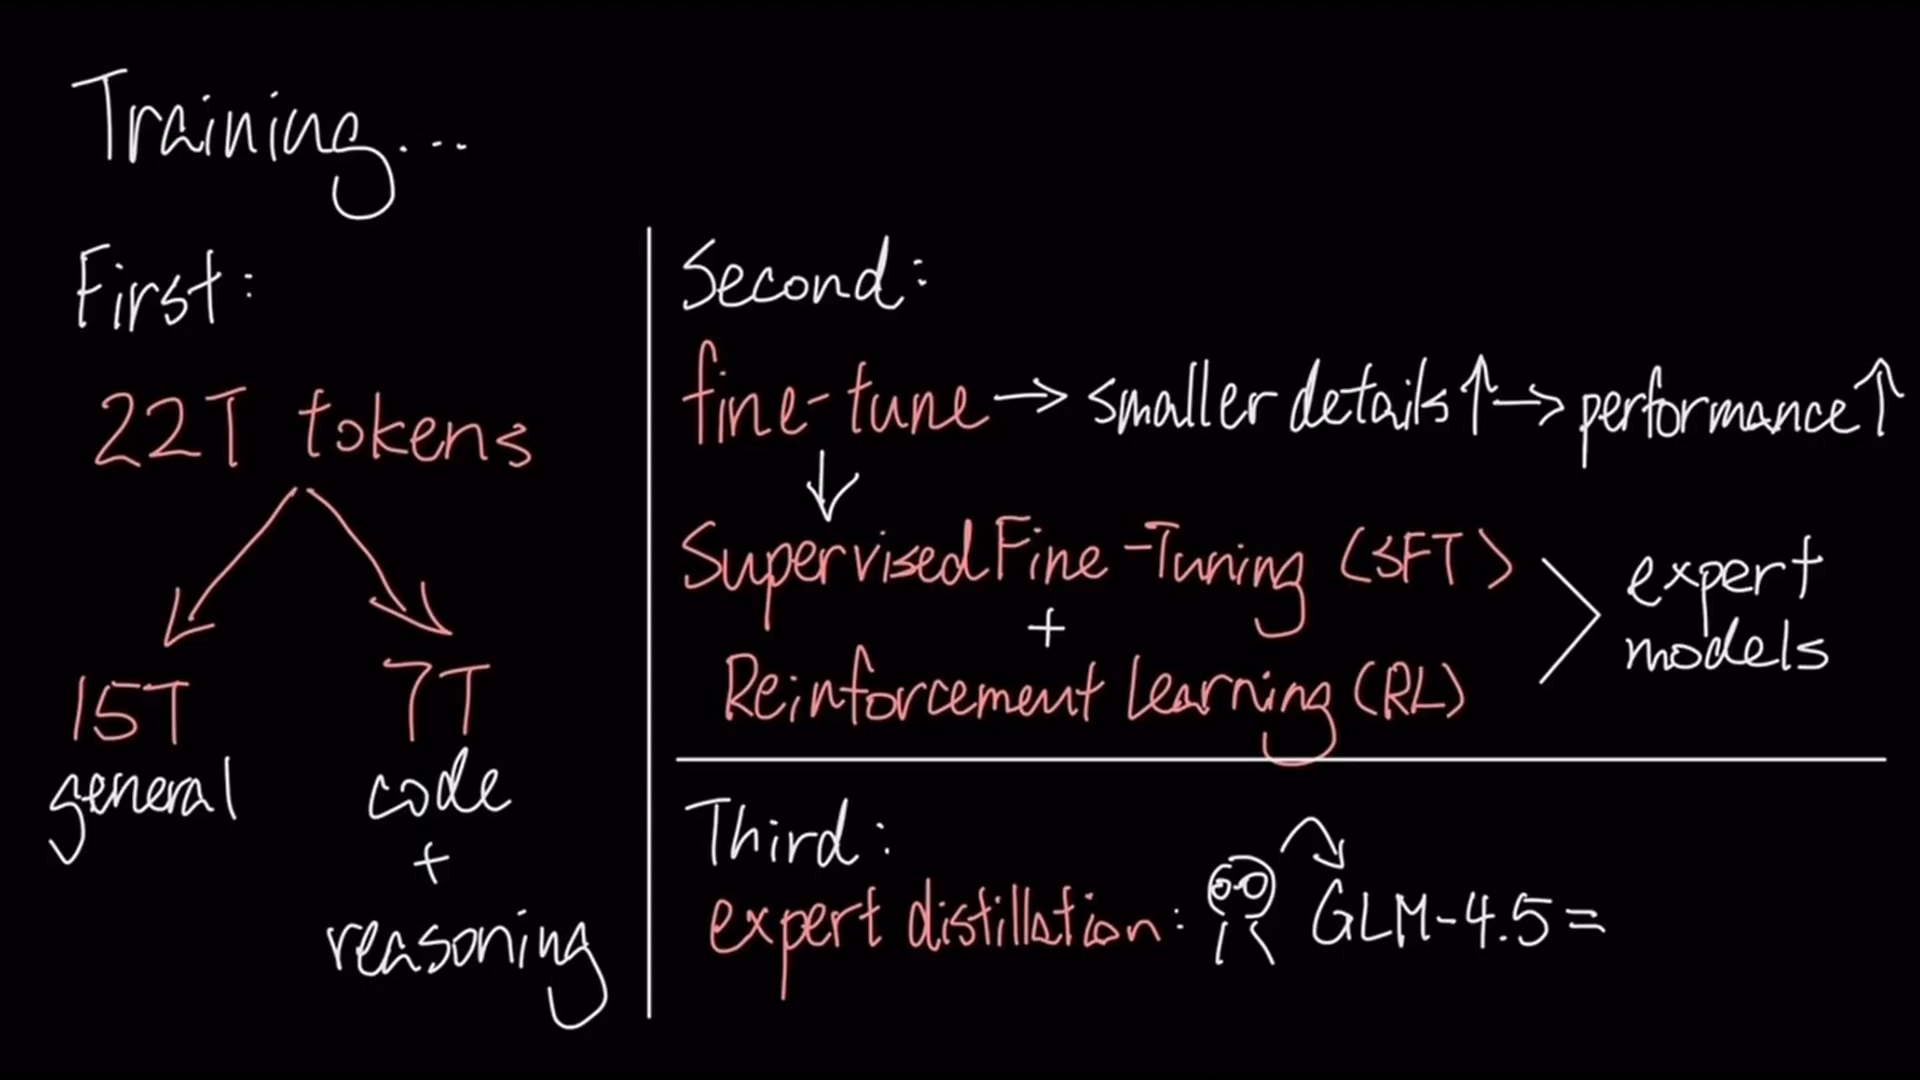 Training...
First:
22T tokens
15T
general
7T
code
+
reasoning
Second:
fine-tune → smaller details ↑ → performance ↑
↓
Supervised Fine-Tuning (SFT)
+
Reinforcement Learning (RL)
expert
models
Third:
expert distillation: GLM-4.5=